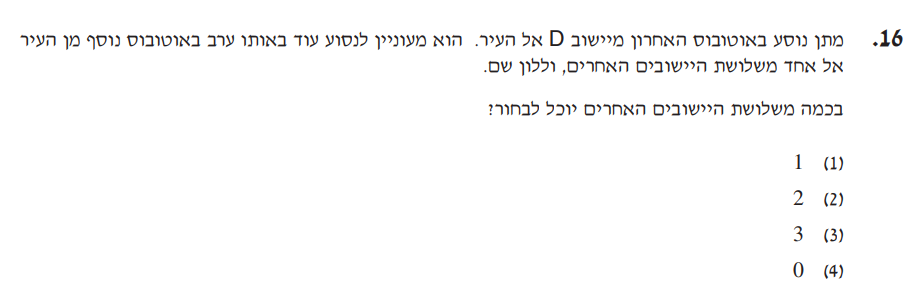 16. מתן נוסע באוטובוס האחרון מיישוב D אל העיר. הוא מעוניין לנסוע עוד באותו ערב באוטובוס נוסף מן העיר
אל אחד משלושת היישובים האחרים, וללון שם.
בכמה משלושת היישובים האחרים יוכל לבחור?
(1) 1
(2) 2
(3) 3
(4) 0